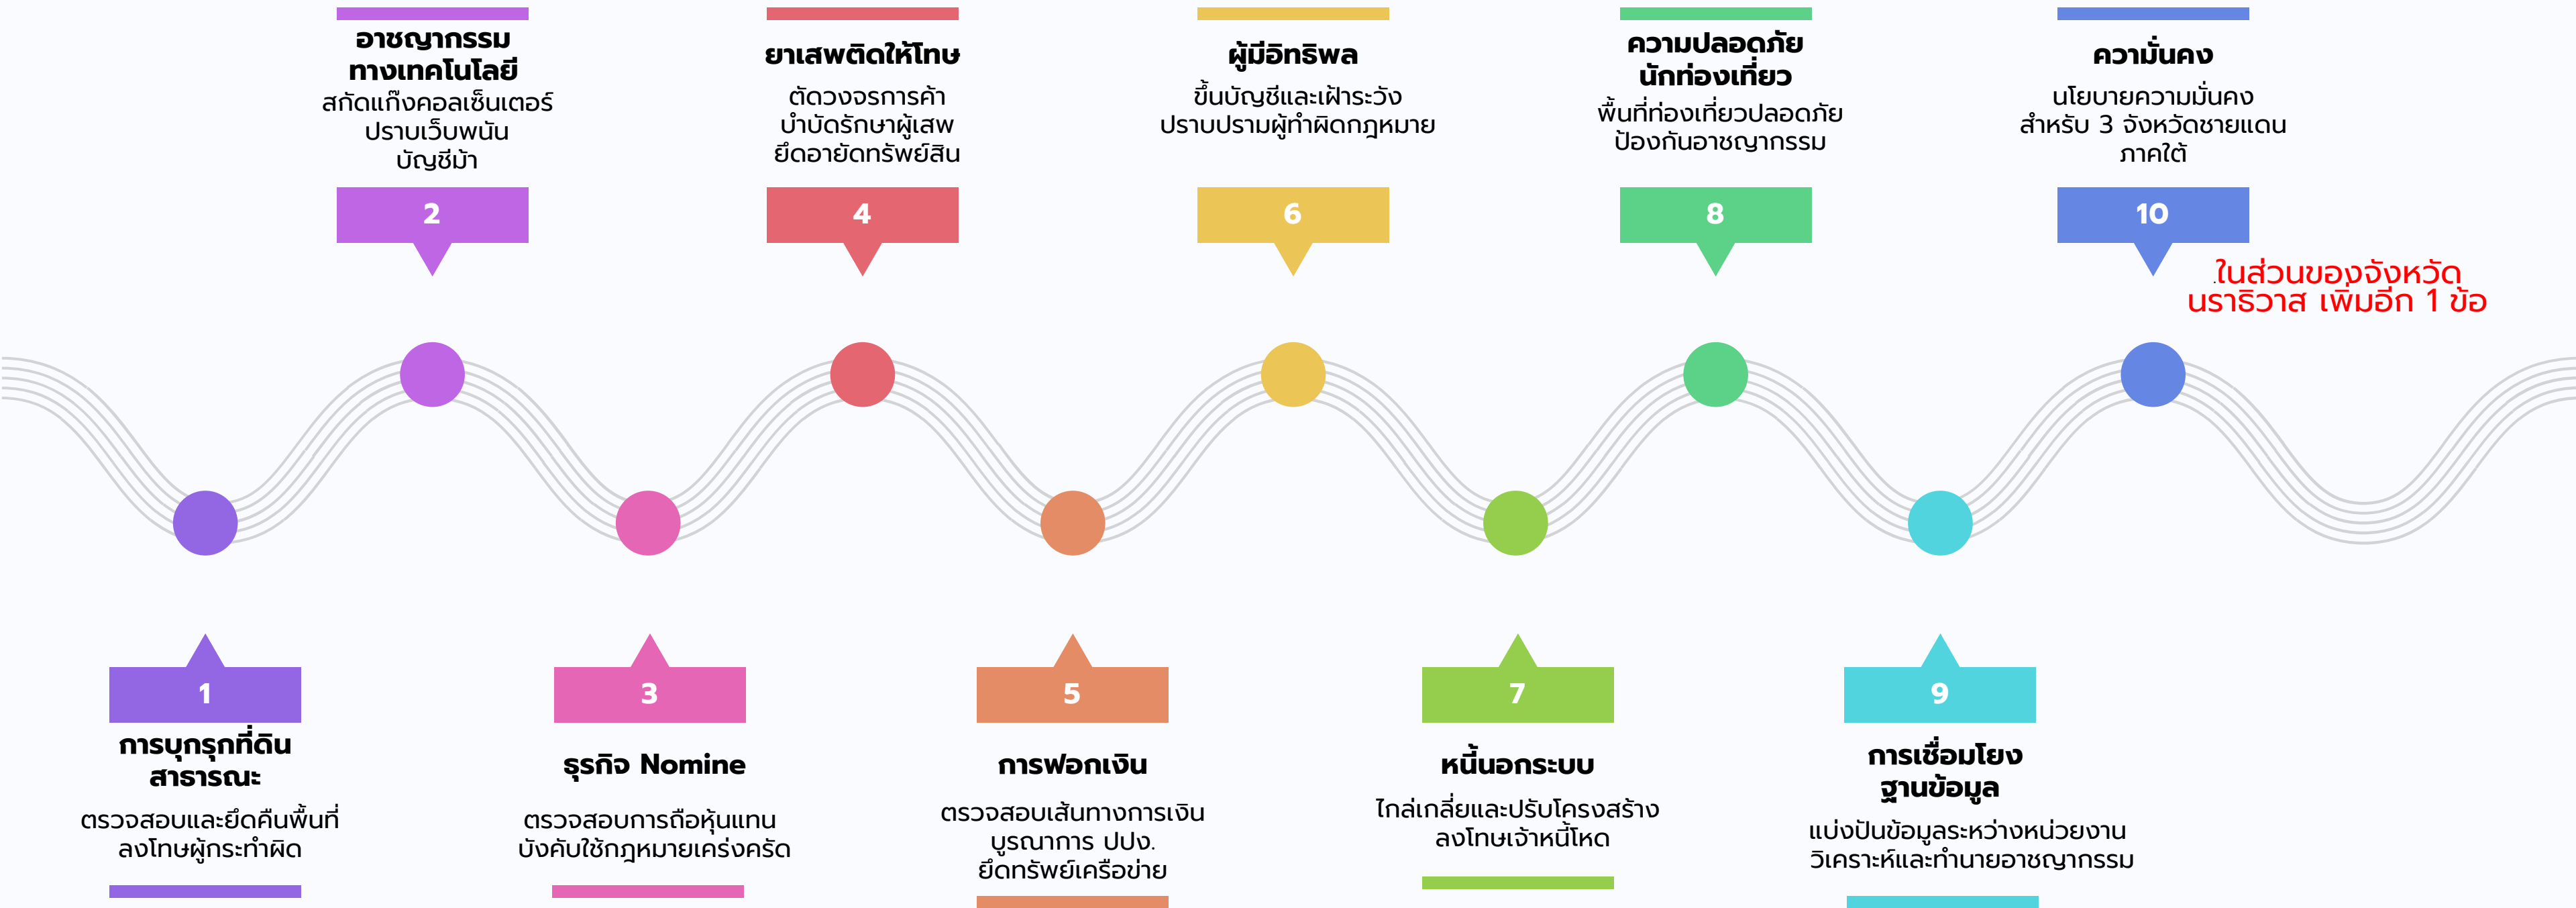 อาชญากรรม
ทางเทคโนโลยี
สกัดแก๊งคอลเซ็นเตอร์
ปราบเว็บพนัน
บัญชีม้า
2
ยาเสพติดให้โทษ
ตัดวงจรการค้า
บำบัดรักษาผู้เสพ
ยึดอายัดทรัพย์สิน
4
ผู้มีอิทธิพล
ขึ้นบัญชีและเฝ้าระวัง
ปราบปรามผู้ทำผิดกฎหมาย
6
ความปลอดภัย
นักท่องเที่ยว
พื้นที่ท่องเที่ยวปลอดภัย
ป้องกันอาชญากรรม
8
ความั่นคง
นโยบายความมั่นคง
สำหรับ 3 จังหวัดชายแดน
ภาคใต้
10
.ในส่วนของจังหวัด
นราธิวาส เพิ่มอีก 1 ข้อ
1
การบุกรุกที่ดิน
สาธารณะ
ตรวจสอบและยึดคืนพื้นที่
ลงโทษผู้กระทำผิด
3
ธุรกิจ Nomine
ตรวจสอบการถือหุ้นแทน
บังคับใช้กฎหมายเคร่งครัด
5
การฟอกเงิน
ตรวจสอบเส้นทางการเงิน
บูรณาการ ปปง.
ยึดทรัพย์เครือข่าย
7
หนี้นอกระบบ
ไกล่เกลี่ยและปรับโครงสร้าง
ลงโทษเจ้าหนี้โหด
9
การเชื่อมโยง
ฐานข้อมูล
แบ่งปันข้อมูลระหว่างหน่วยงาน
วิเคราะห์และทำนายอาชญากรรม